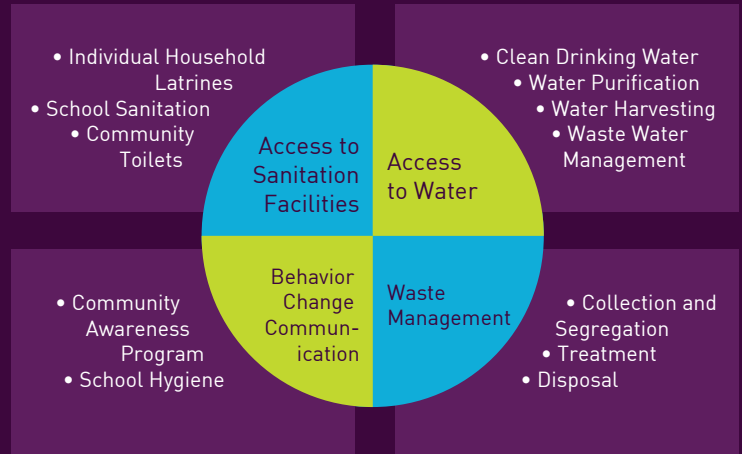 • Individual Household
Latrines
• School Sanitation
• Community
Toilets
Access to
Sanitation
Facilities
• Clean Drinking Water
• Water Purification
• Water Harvesting
• Waste Water
Management
Access
to Water
• Community
Awareness
Program
• School Hygiene
Behavior
Change
Commun-
ication
Waste
Management
• Collection and
Segregation
• Treatment
• Disposal